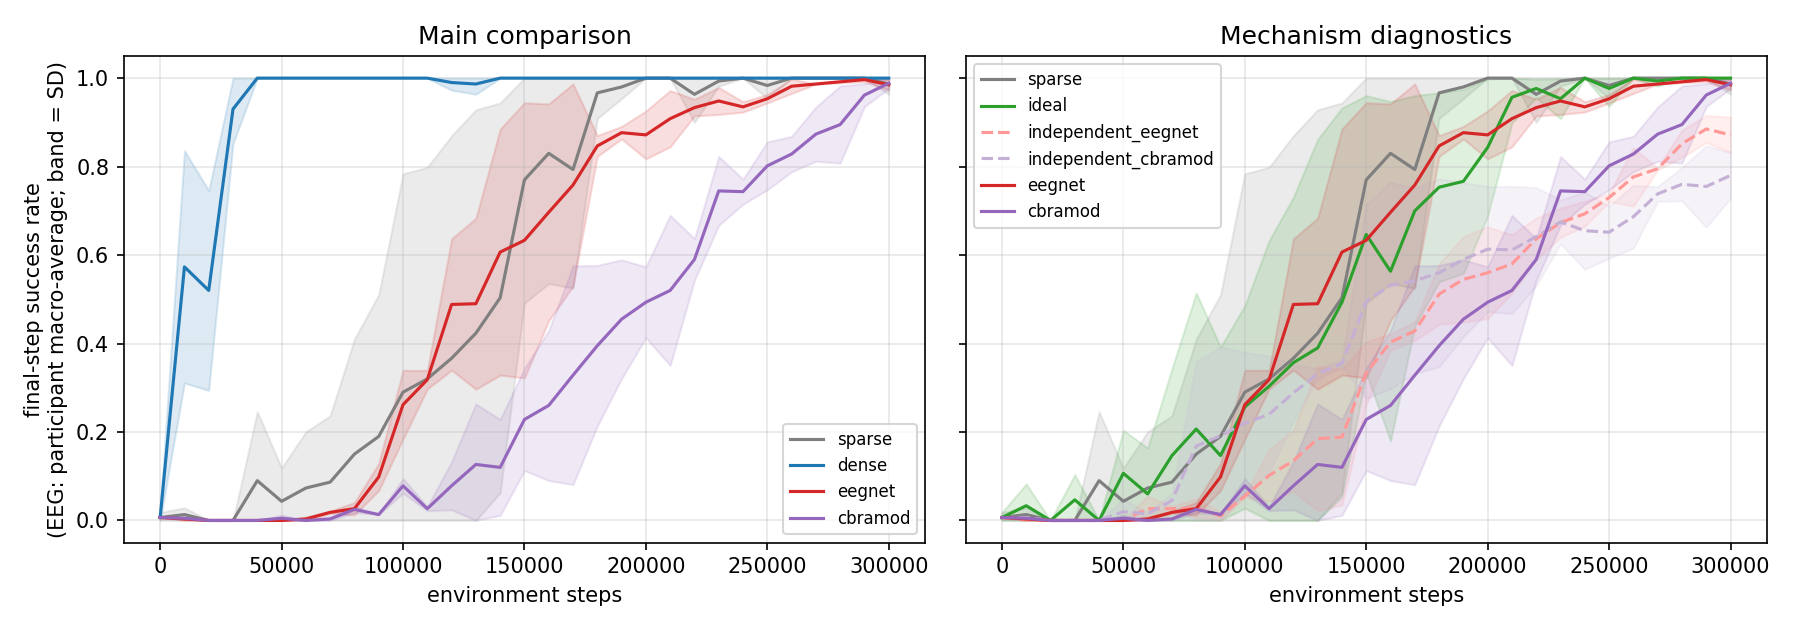 Main comparison
final-step success rate
(EEG: participant macro-average; band = SD)
1.0
0.8
0.6
0.4
0.2
0.0
0
50000
100000
150000
200000
250000
300000
environment steps
sparse
dense
eegnet
cbramod
Mechanism diagnostics
sparse
ideal
independent_eegnet
independent_cbramod
eegnet
cbramod
0
50000
100000
150000
200000
250000
300000
environment steps